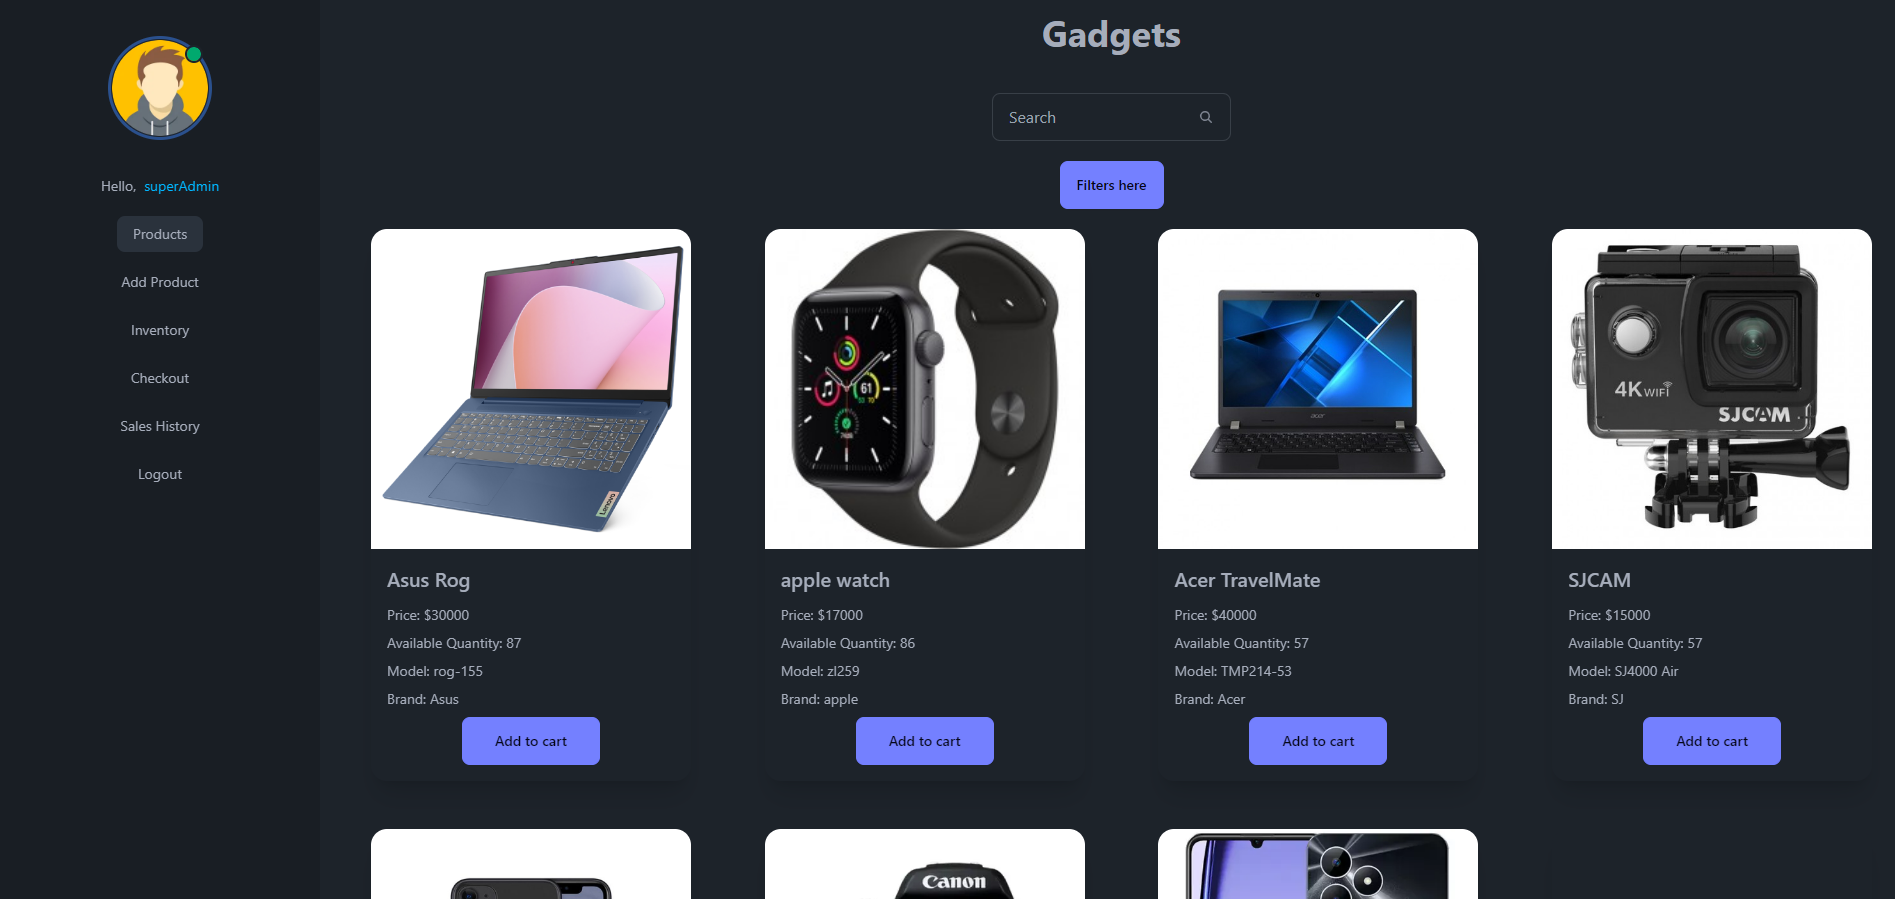 Gadgets
Search
Filters here
Hello, superAdmin
Products
Add Product
Inventory
Checkout
Sales History
Logout
Lenovo
61
acer
4K WIFI
SJCAM
Asus Rog
Price: $30000
Available Quantity: 87
Model: rog-155
Brand: Asus
Add to cart
apple watch
Price: $17000
Available Quantity: 86
Model: zl259
Brand: apple
Add to cart
Acer TravelMate
Price: $40000
Available Quantity: 57
Model: TMP214-53
Brand: Acer
Add to cart
SJCAM
Price: $15000
Available Quantity: 57
Model: SJ4000 Air
Brand: SJ
Add to cart
Canon